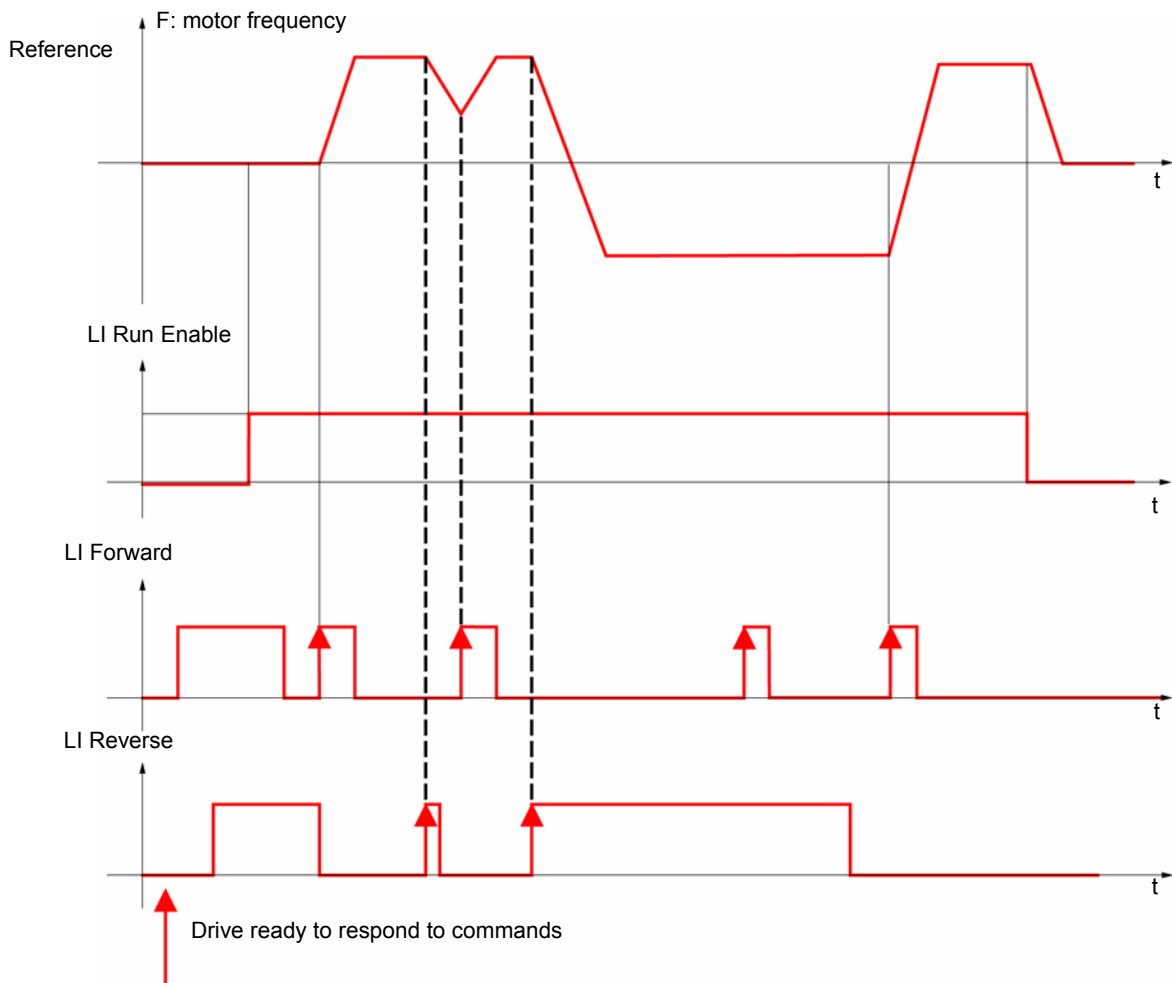 F: motor frequency
Reference
t
LI Run Enable
t
LI Forward
t
LI Reverse
t
Drive ready to respond to commands